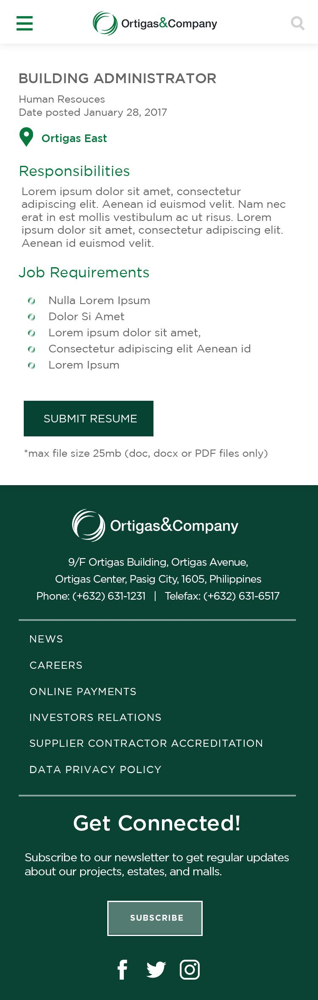 Ortigas&Company
BUILDING ADMINISTRATOR
Human Resouces
Date posted January 28, 2017
Ortigas East
Responsibilities
Lorem ipsum dolor sit amet, consectetur
adipiscing elit. Aenean id euismod velit. Nam nec
erat in est mollis vestibulum ac ut risus. Lorem
ipsum dolor sit amet, consectetur adipiscing elit.
Aenean id euismod velit.
Job Requirements
Nulla Lorem Ipsum
Dolor Si Amet
Lorem ipsum dolor sit amet,
Consectetur adipiscing elit Aenean id
Lorem Ipsum
SUBMIT RESUME
*max file size 25mb (doc, docx or PDF files only)
Ortigas&Company
9/F Ortigas Building, Ortigas Avenue,
Ortigas Center, Pasig City, 1605, Philippines
Phone: (+632) 631-1231 | Telefax: (+632) 631-6517
NEWS
CAREERS
ONLINE PAYMENTS
INVESTORS RELATIONS
SUPPLIER CONTRACTOR ACCREDITATION
DATA PRIVACY POLICY
Get Connected!
Subscribe to our newsletter to get regular updates
about our projects, estates, and malls.
SUBSCRIBE